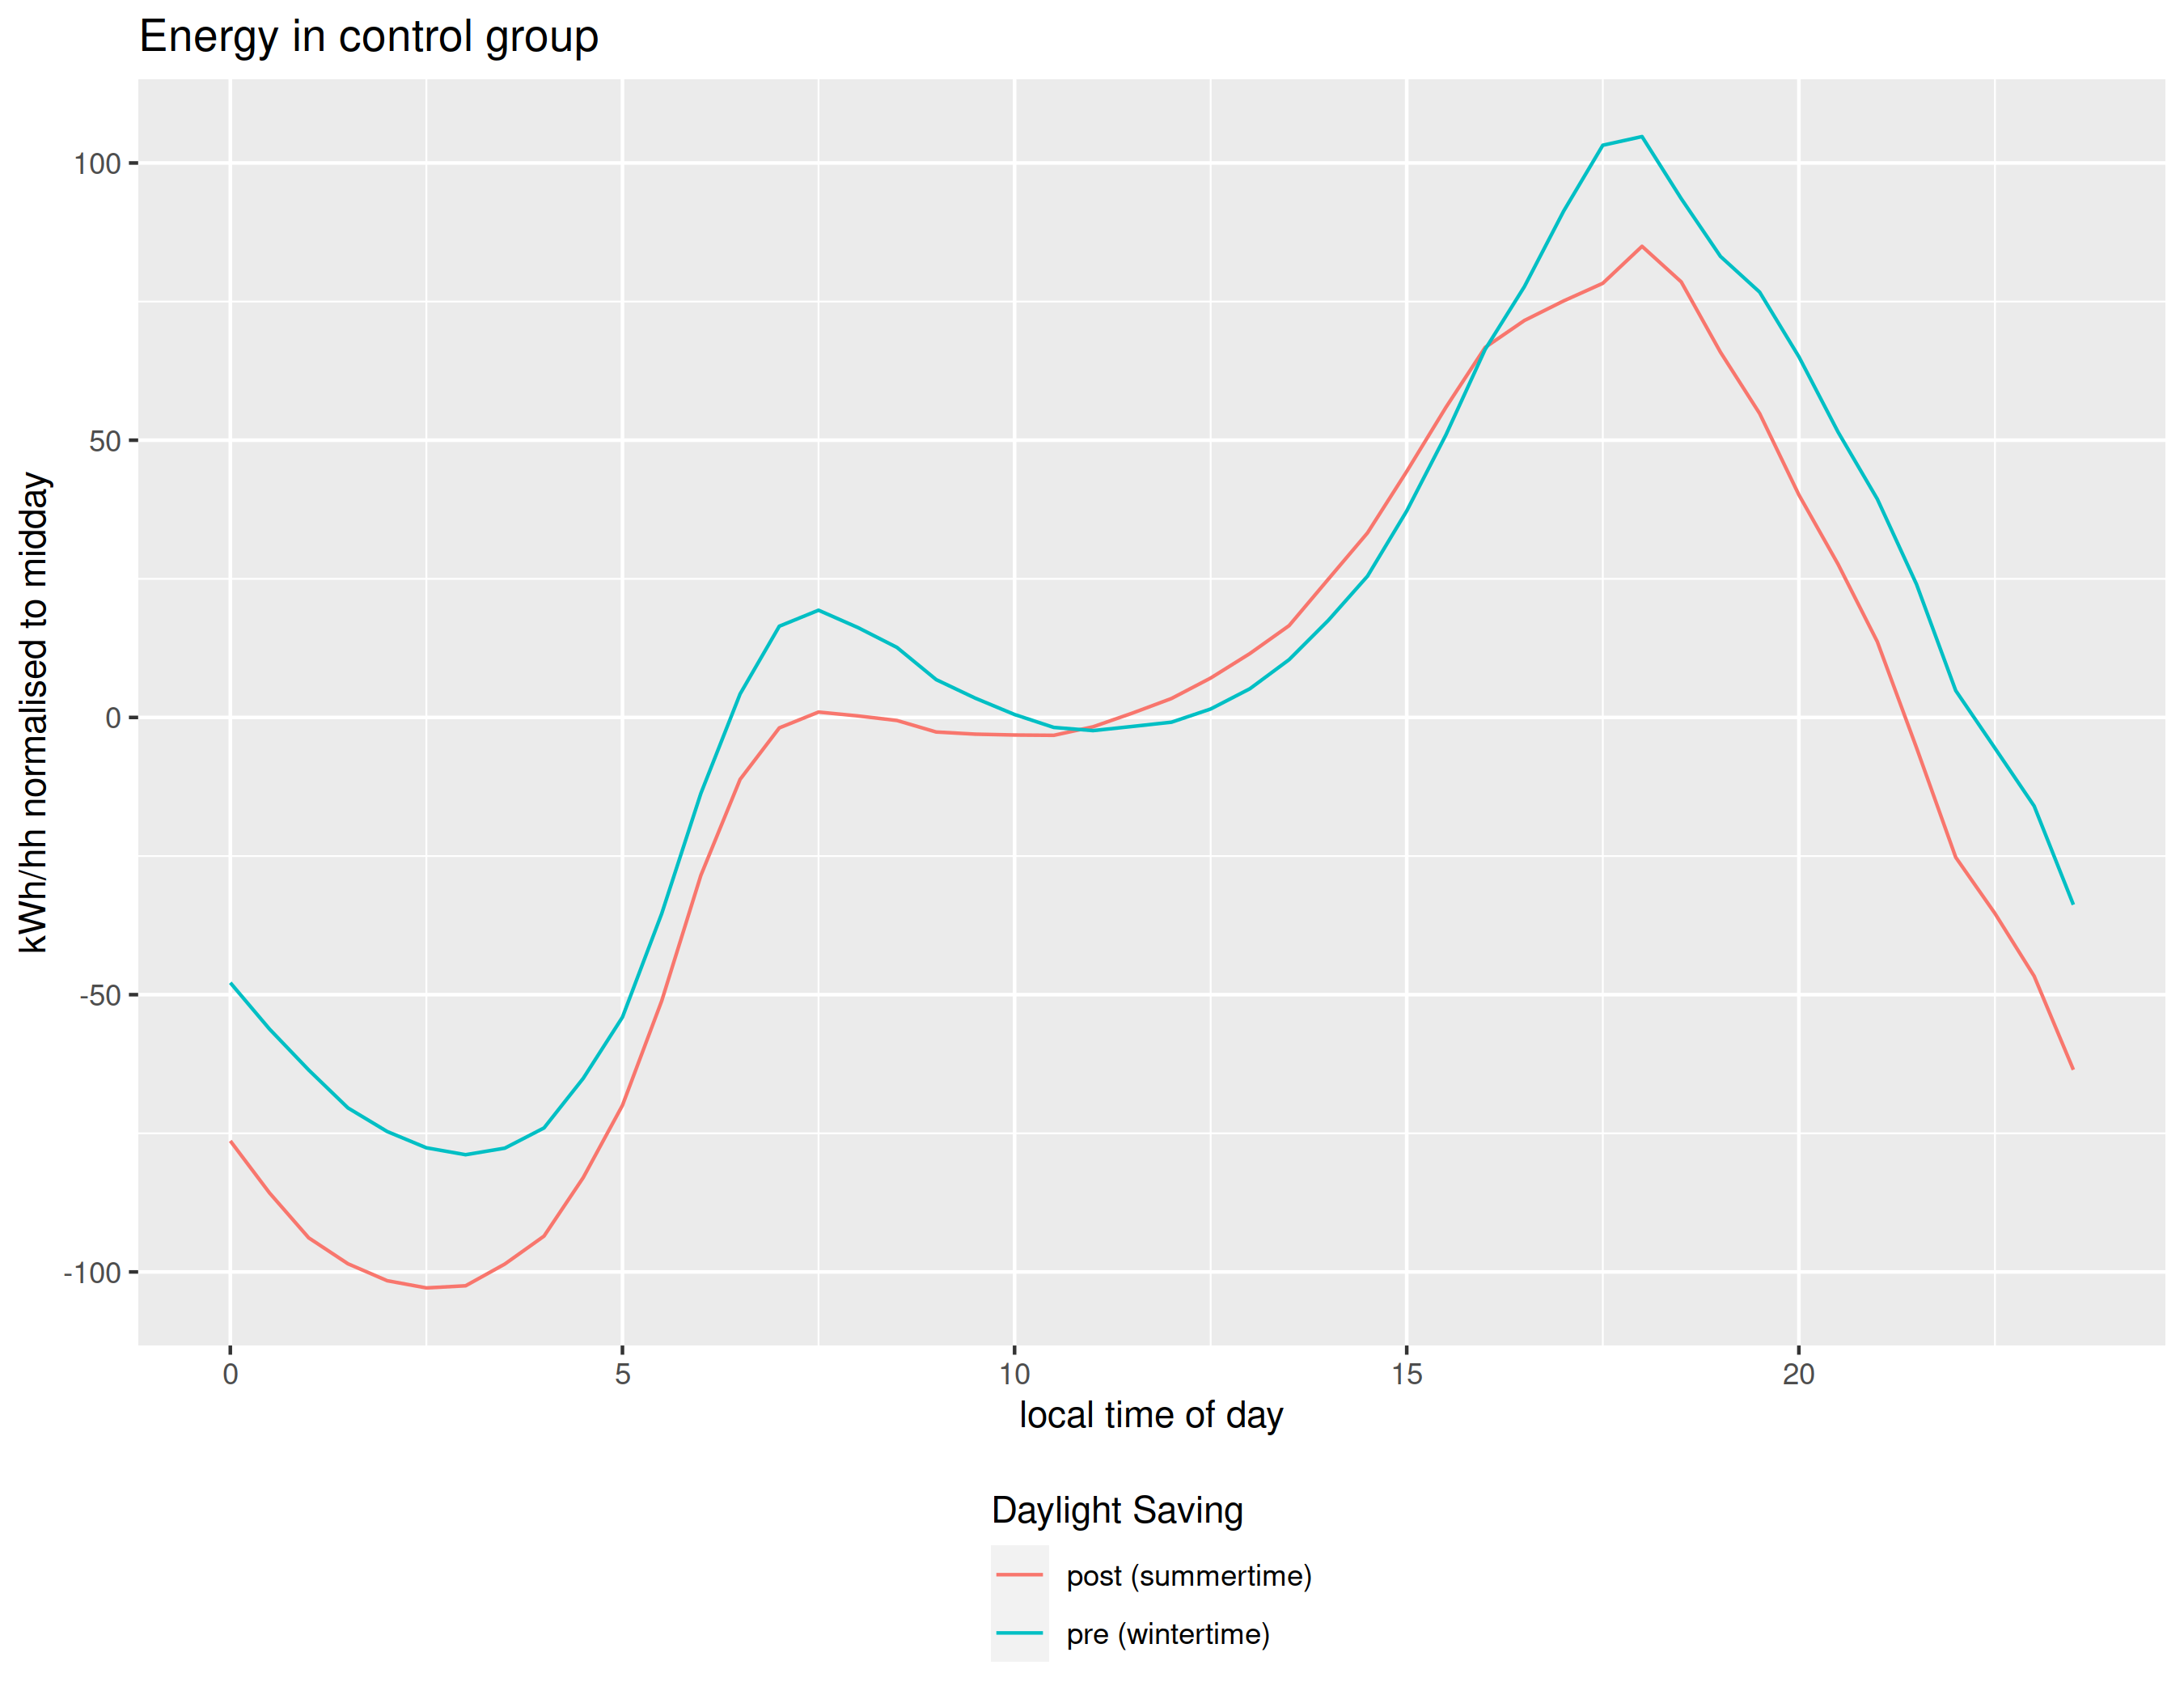 Energy in control group
kWh/hh normalised to midday
100
50
0
-50
-100
0
5
10
15
20
local time of day
Daylight Saving
post (summertime)
pre (wintertime)